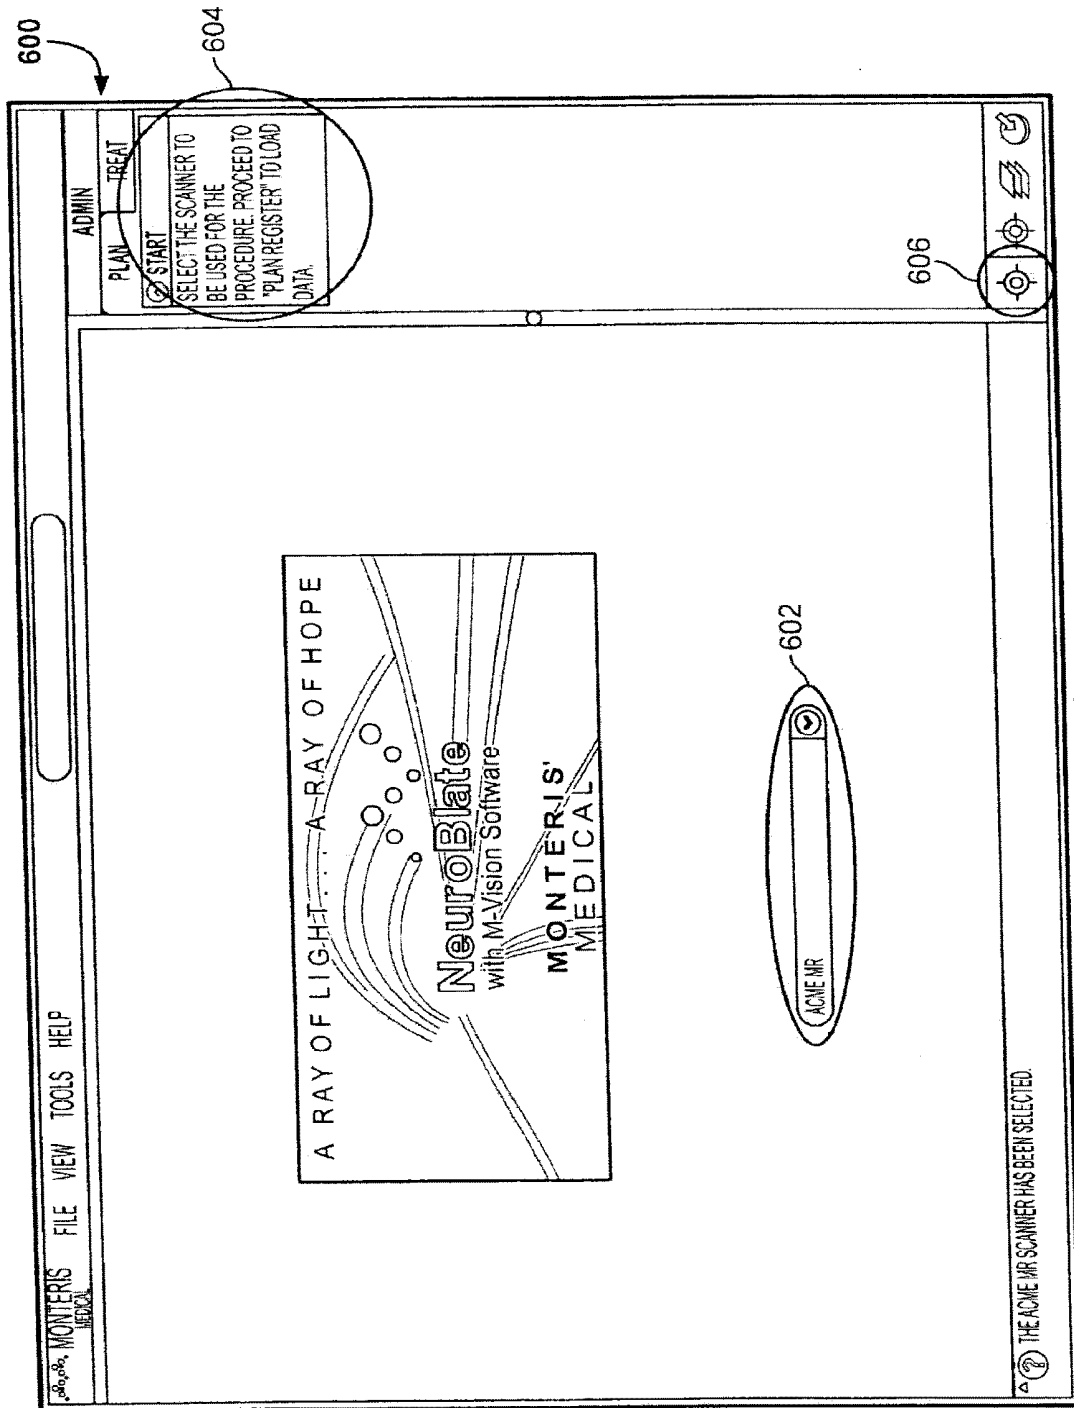 600
MONTERIS FILE VIEW TOOLS HELP
MEDICAL
ADMIN
PLAN TREAT
START
SELECT THE SCANNER TO
BE USED FOR THE
PROCEDURE. PROCEED TO
"PLAN REGISTER" TO LOAD
DATA.
604
A RAY OF LIGHT.... A RAY OF HOPE
NeuroBlate
with M-Vision Software
MONTERIS'
MEDICAL
602
ACME MR
606
? THE ACME MR SCANNER HAS BEEN SELECTED.